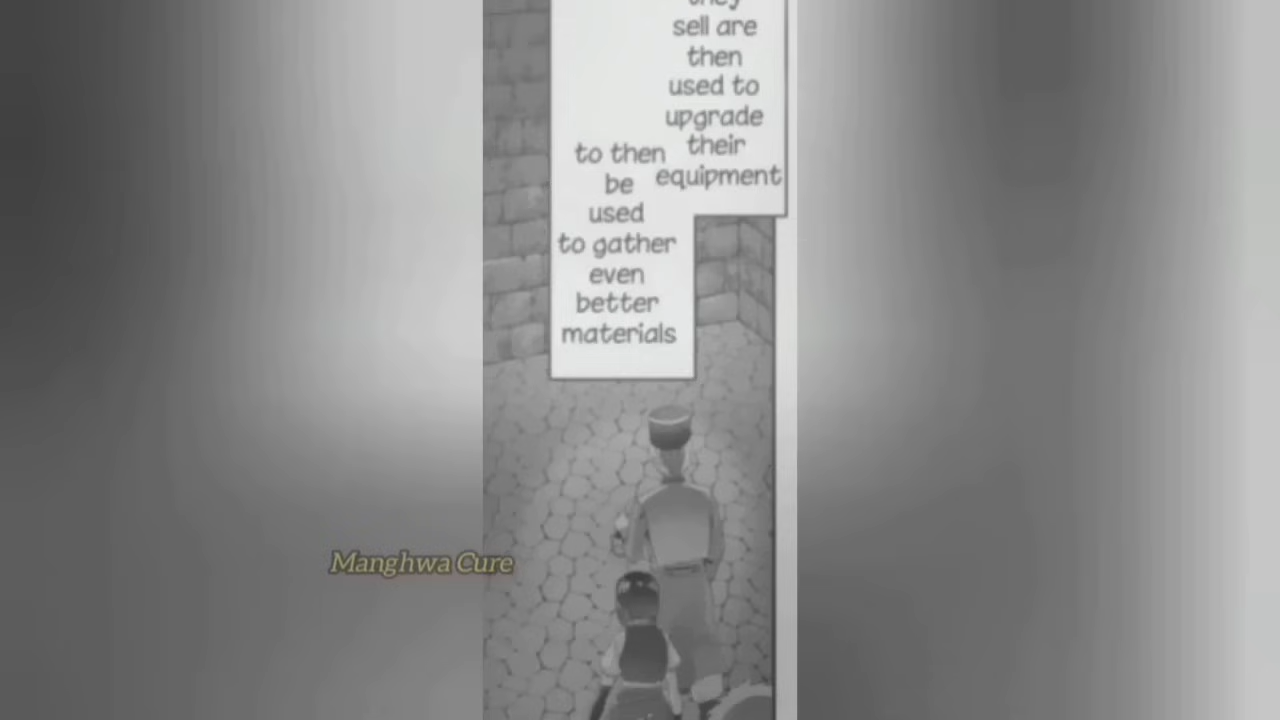 they
sell are
then
used to
upgrade
their
equipment
to then
be
used
to gather
even
better
materials
Manghwa Cure